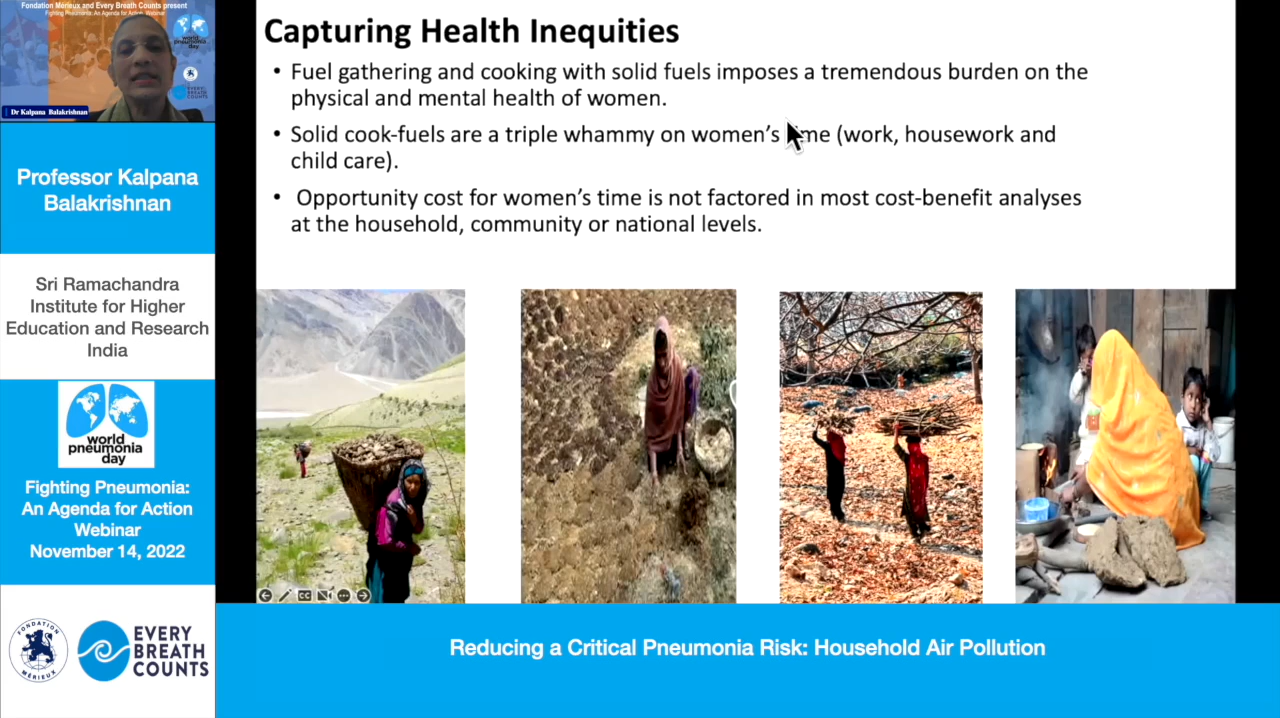 Fondation Mérieux and Every Breath Counts present
Fighting Pneumonia: An Agenda for Action Webinar
world
pneumonia
day
EVERY
BREATH
COUNTS
Dr Kalpana Balakrishnan
Professor Kalpana
Balakrishnan
Sri Ramachandra
Institute for Higher
Education and Research
India
world
pneumonia
day
Fighting Pneumonia:
An Agenda for Action
Webinar
November 14, 2022
FONDATION
MÉRIEUX
EVERY
BREATH
COUNTS
Capturing Health Inequities
• Fuel gathering and cooking with solid fuels imposes a tremendous burden on the
physical and mental health of women.
• Solid cook-fuels are a triple whammy on women's time (work, housework and
child care).
• Opportunity cost for women's time is not factored in most cost-benefit analyses
at the household, community or national levels.
CC
Reducing a Critical Pneumonia Risk: Household Air Pollution